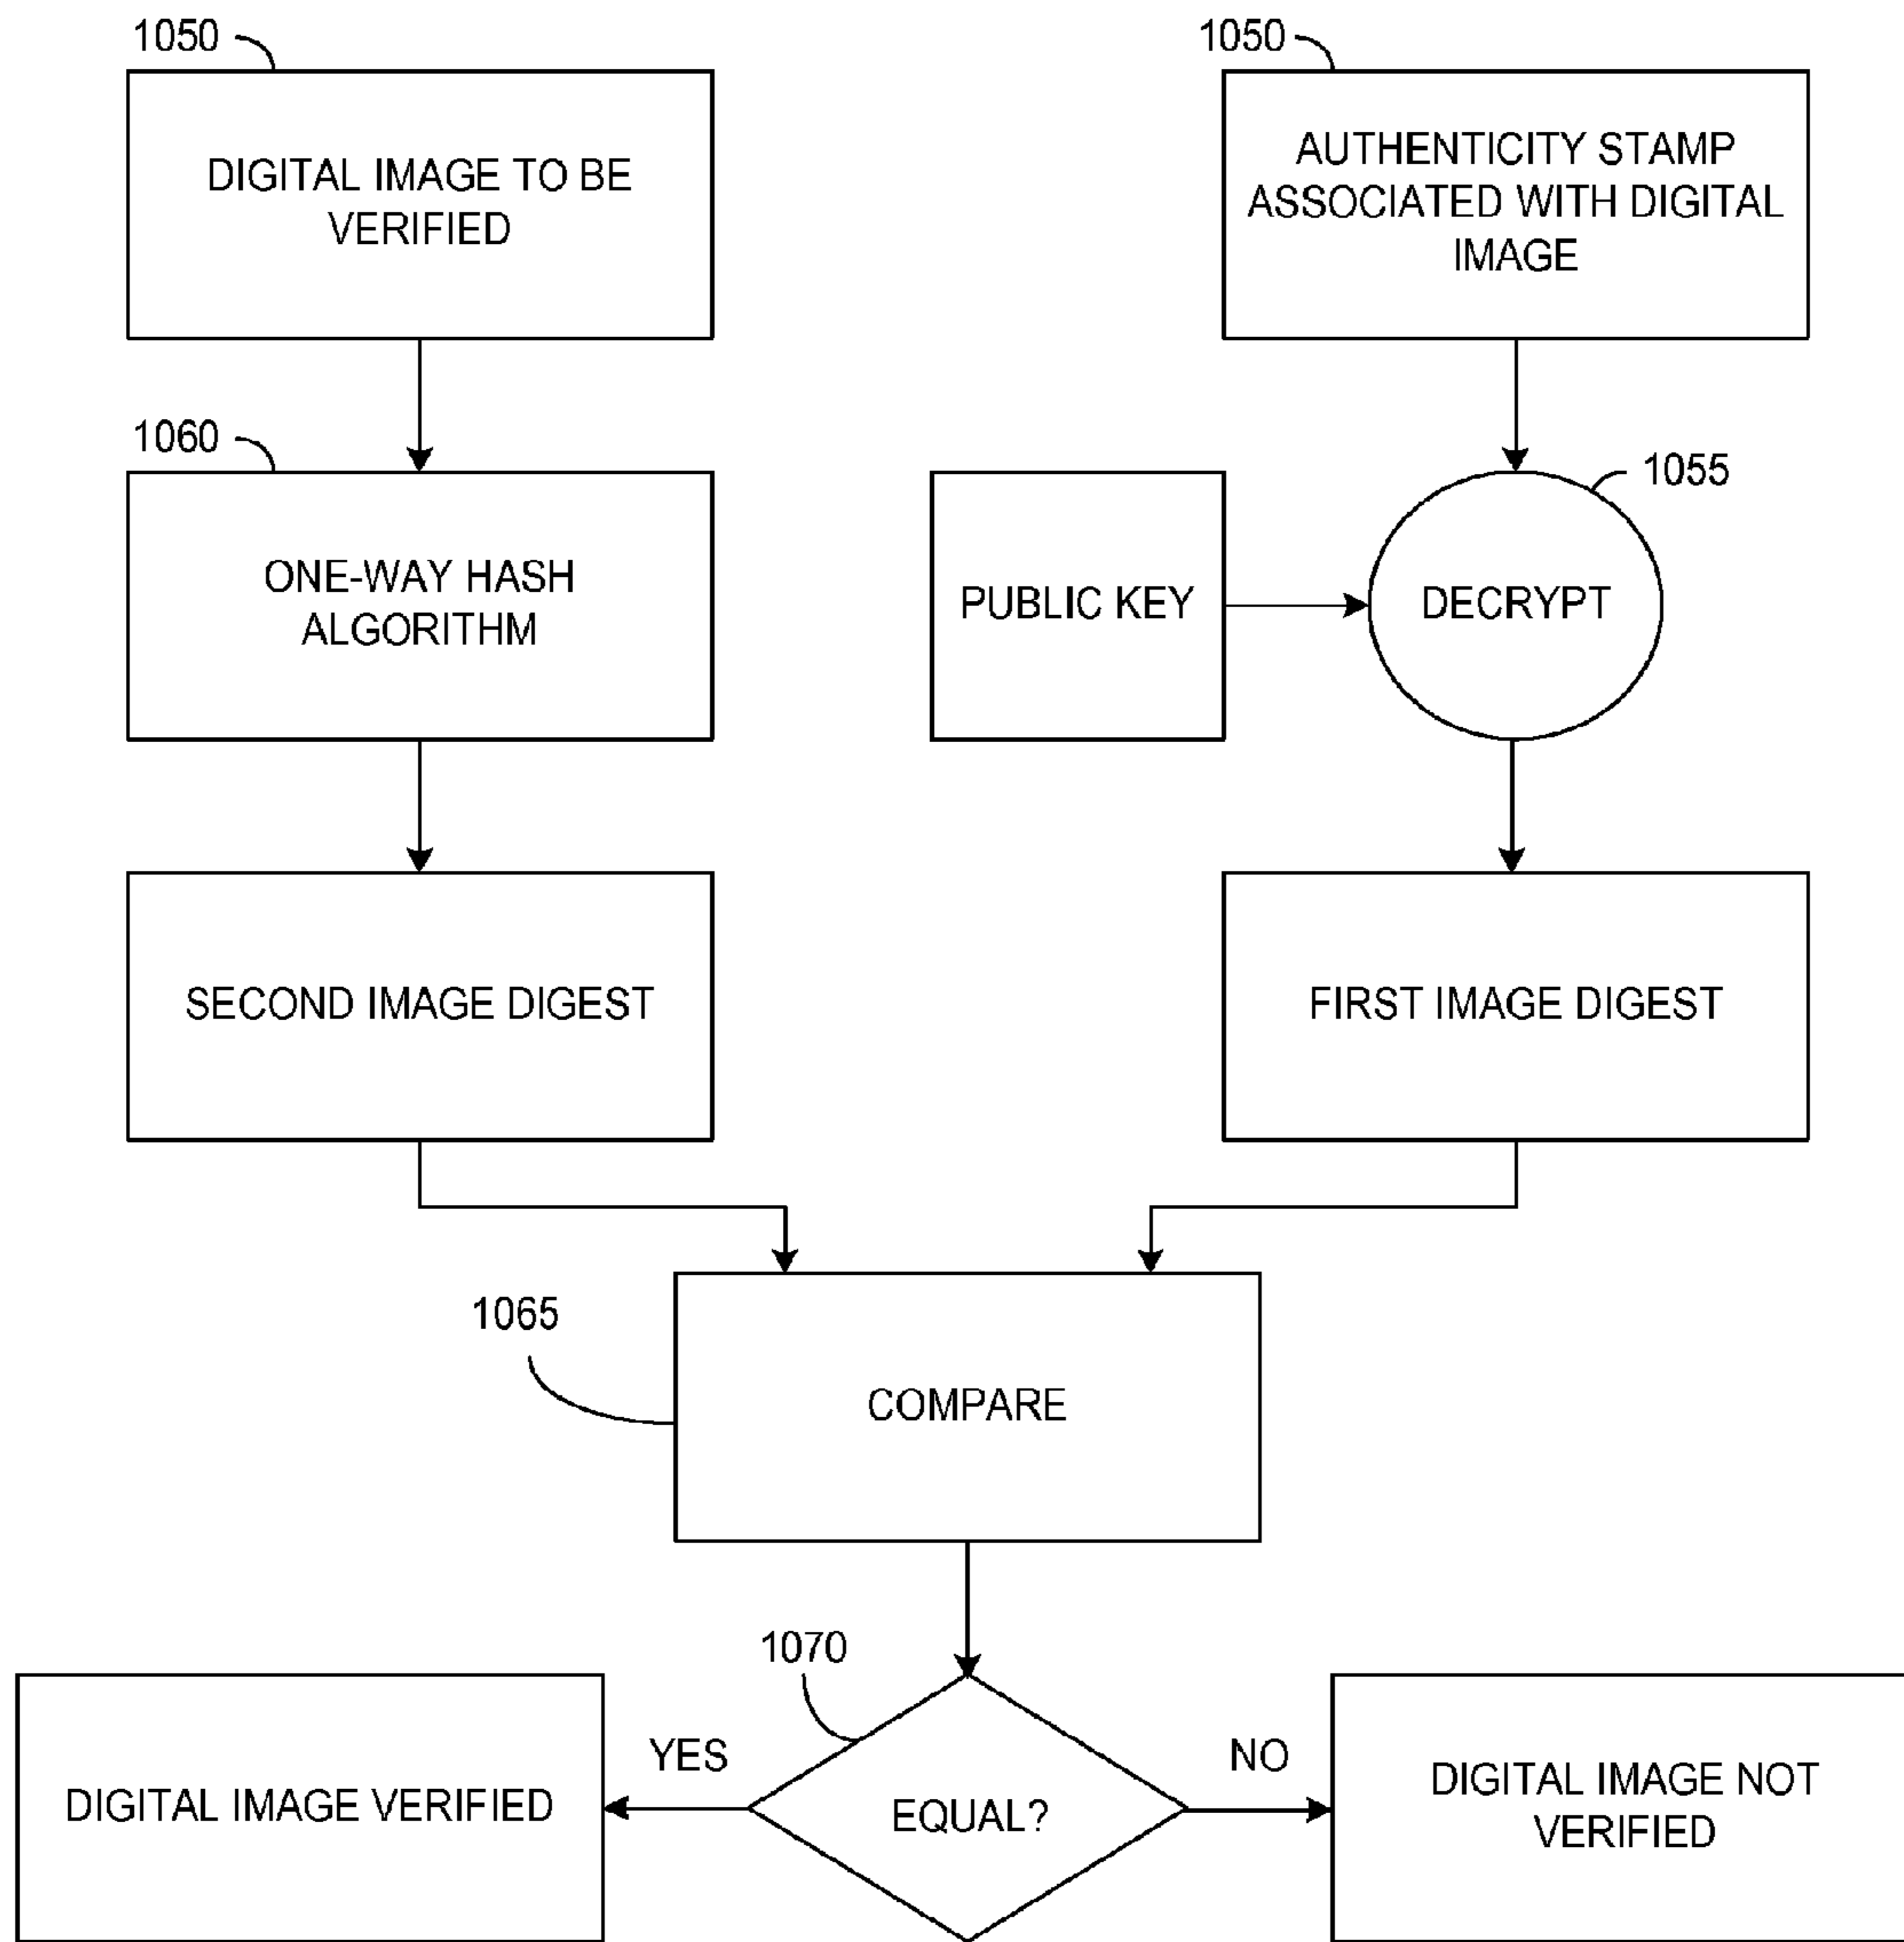 1050
1050
DIGITAL IMAGE TO BE
VERIFIED
AUTHENTICITY STAMP
ASSOCIATED WITH DIGITAL
IMAGE
1060
1055
ONE-WAY HASH
ALGORITHM
PUBLIC KEY
DECRYPT
SECOND IMAGE DIGEST
FIRST IMAGE DIGEST
1065
COMPARE
1070
YES
NO
DIGITAL IMAGE VERIFIED
EQUAL?
DIGITAL IMAGE NOT
VERIFIED